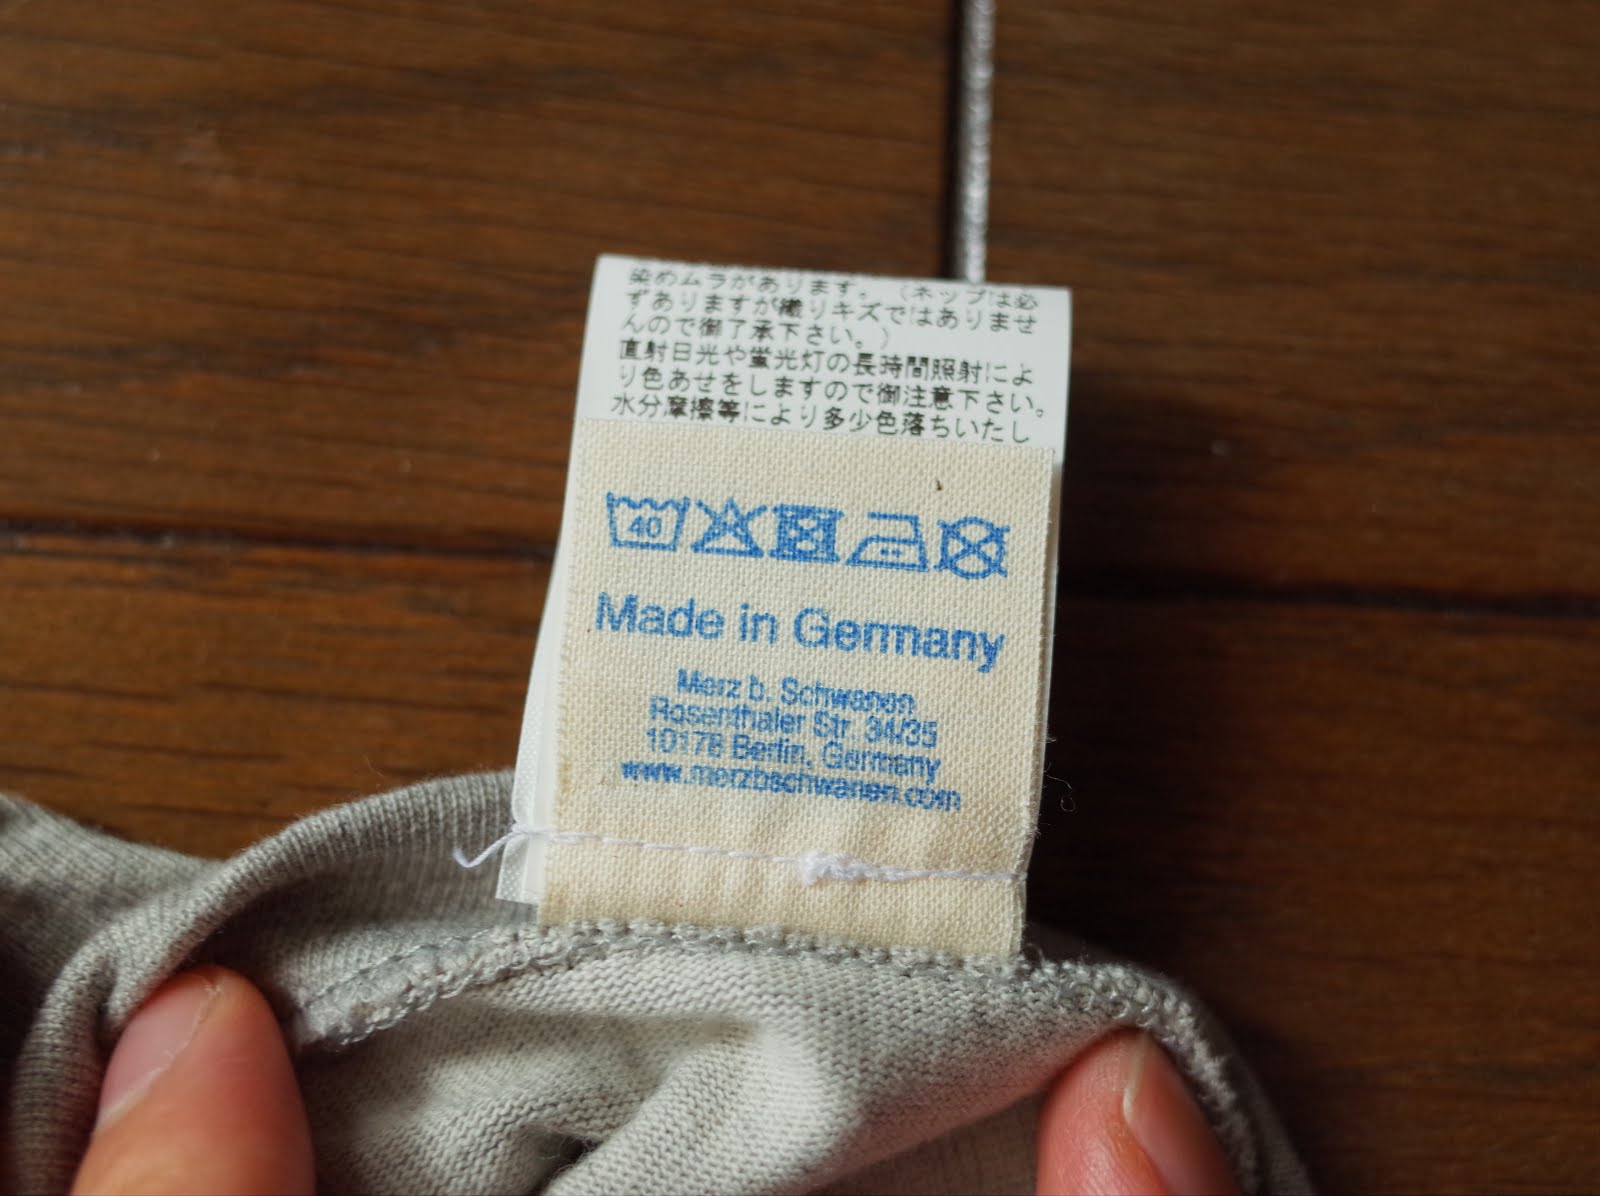 染めムラがあります。（ネップは必
ずありますが織りキズではありませ
んので御了承下さい。）
直射日光や蛍光灯の長時間照射によ
り色あせをしますので御注意下さい。
水分摩擦等により多少色落ちいたし
40
Made in Germany
Merz b. Schwanen
Rosenthaler Str. 34/35
10178 Berlin, Germany
www.merzbschwanen.com